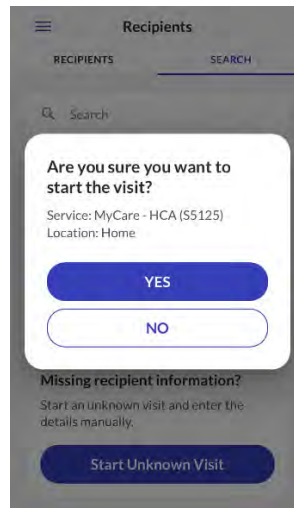 Recipients
RECIPIENTS SEARCH
Search
Are you sure you want to
start the visit?
Service: MyCare - HCA (S5125)
Location: Home
YES
NO
Missing recipient information?
Start an unknown visit and enter the
details manually.
Start Unknown Visit